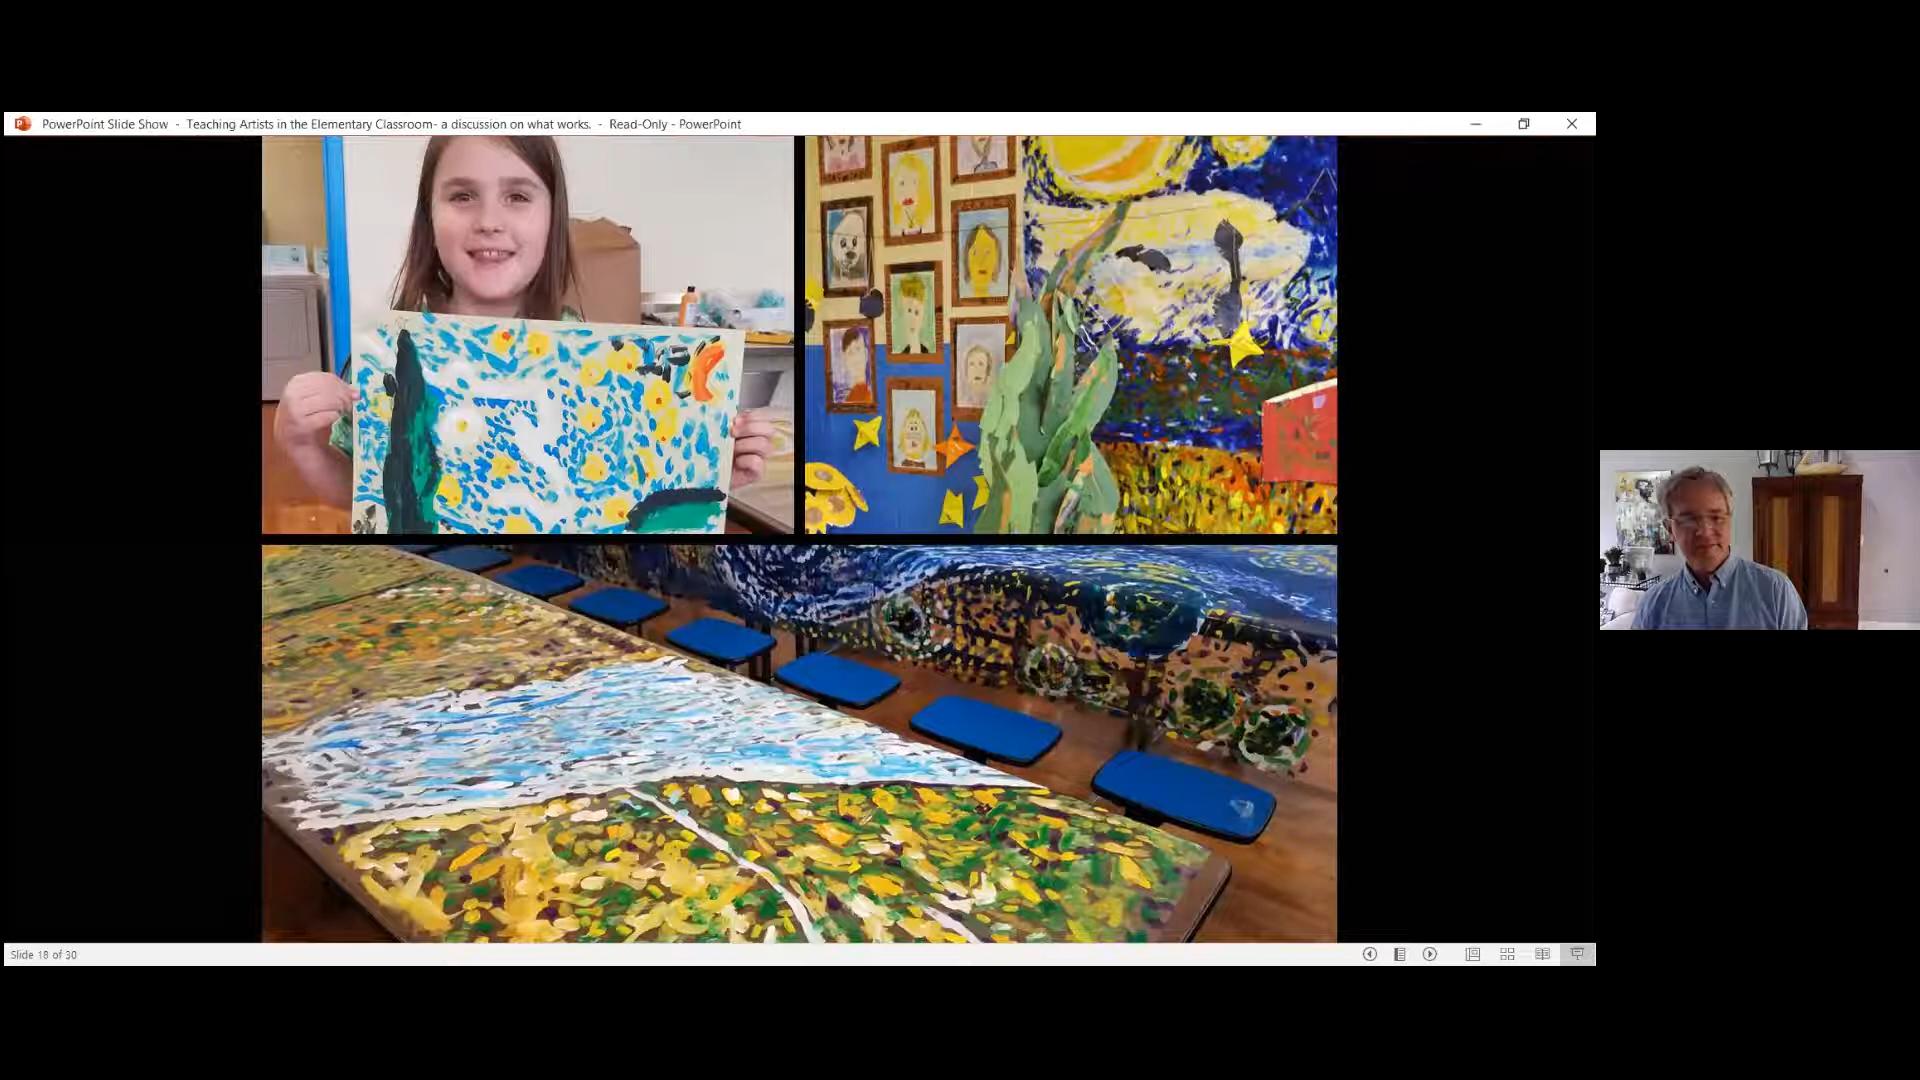 PowerPoint Slide Show - Teaching Artists in the Elementary Classroom- a discussion on what works. - Read-Only - PowerPoint
Slide 18 of 30